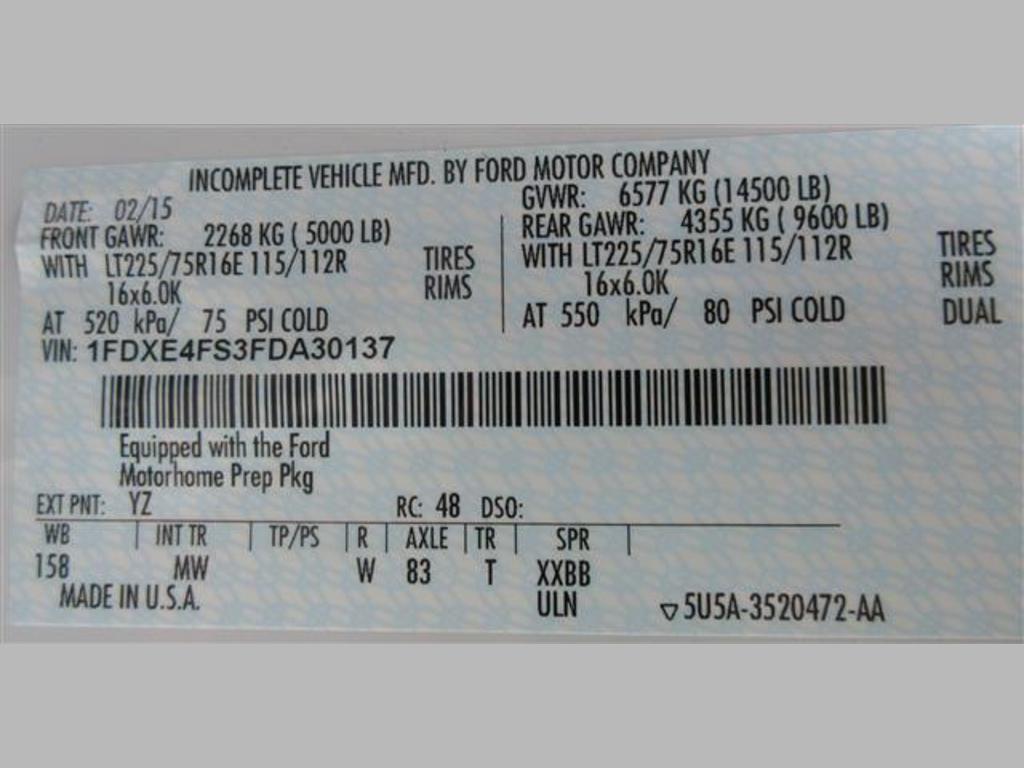 INCOMPLETE VEHICLE MFD. BY FORD MOTOR COMPANY
DATE: 02/15
GVWR: 6577 KG (14500 LB)
FRONT GAWR: 2268 KG ( 5000 LB)
REAR GAWR: 4355 KG ( 9600 LB)
WITH LT225/75R16E 115/112R TIRES
WITH LT225/75R16E 115/112R TIRES
16x6.0K RIMS
16x6.0K RIMS
AT 520 kPa/ 75 PSI COLD
AT 550 kPa/ 80 PSI COLD DUAL
VIN: 1FDXE4FS3FDA30137
Equipped with the Ford
Motorhome Prep Pkg
EXT PNT: YZ RC: 48 DSO:
WB INT TR TP/PS R AXLE TR SPR
158 MW W 83 T XXBB
MADE IN U.S.A. ULN ▽5U5A-3520472-AA